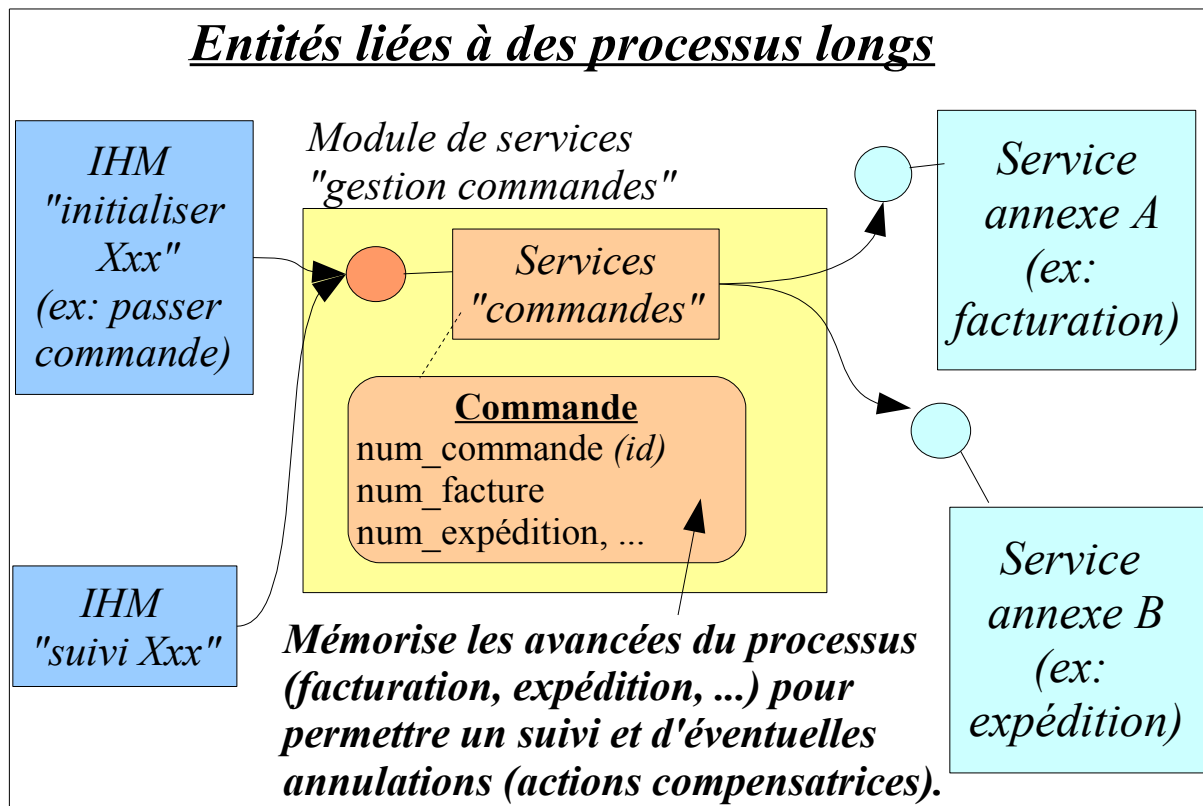 Entités liées à des processus longs
IHM
"initialiser
Xxx"
(ex: passer
commande)
IHM
"suivi Xxx"
Module de services
"gestion commandes"
Services
"commandes"
Commande
num_commande (id)
num_facture
num_expédition, ...
Mémorise les avancées du processus
(facturation, expédition, ...) pour
permettre un suivi et d'éventuelles
annulations (actions compensatrices).
Service
annexe A
(ex:
facturation)
Service
annexe B
(ex:
expédition)